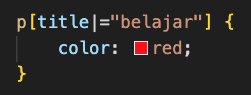 p[title|="belajar"] {
    color: red;
}